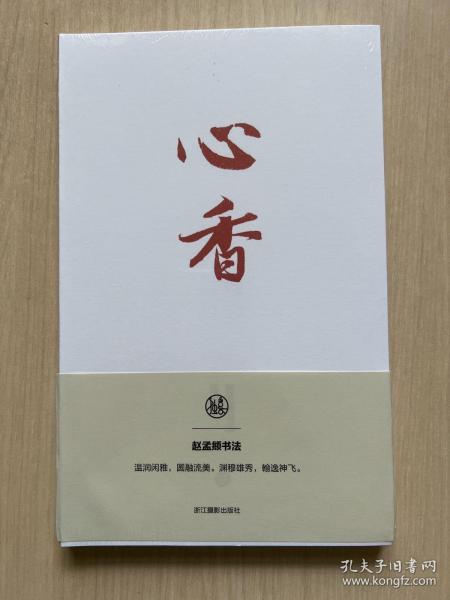 心
香
赵孟頫书法
温润闲雅，圆融流美。渊穆雄秀，翰逸神飞。
浙江摄影出版社
孔夫子旧书网
www.kongfz.com